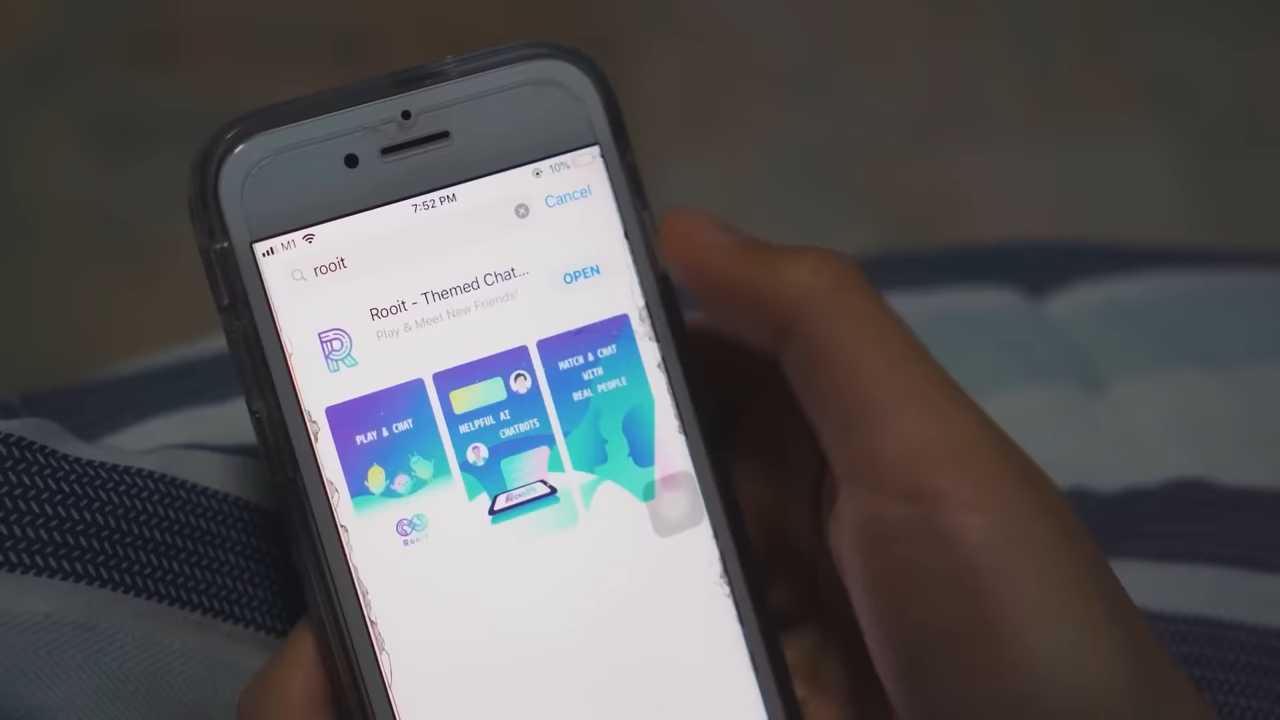 M1
7:52 PM
10%
rooit
Cancel
Rooit - Themed Chat...
Play & Meet New Friends!
OPEN
PLAY & CHAT
HELPFUL AI
CHATBOTS
MATCH & CHAT
WITH
REAL PEOPLE